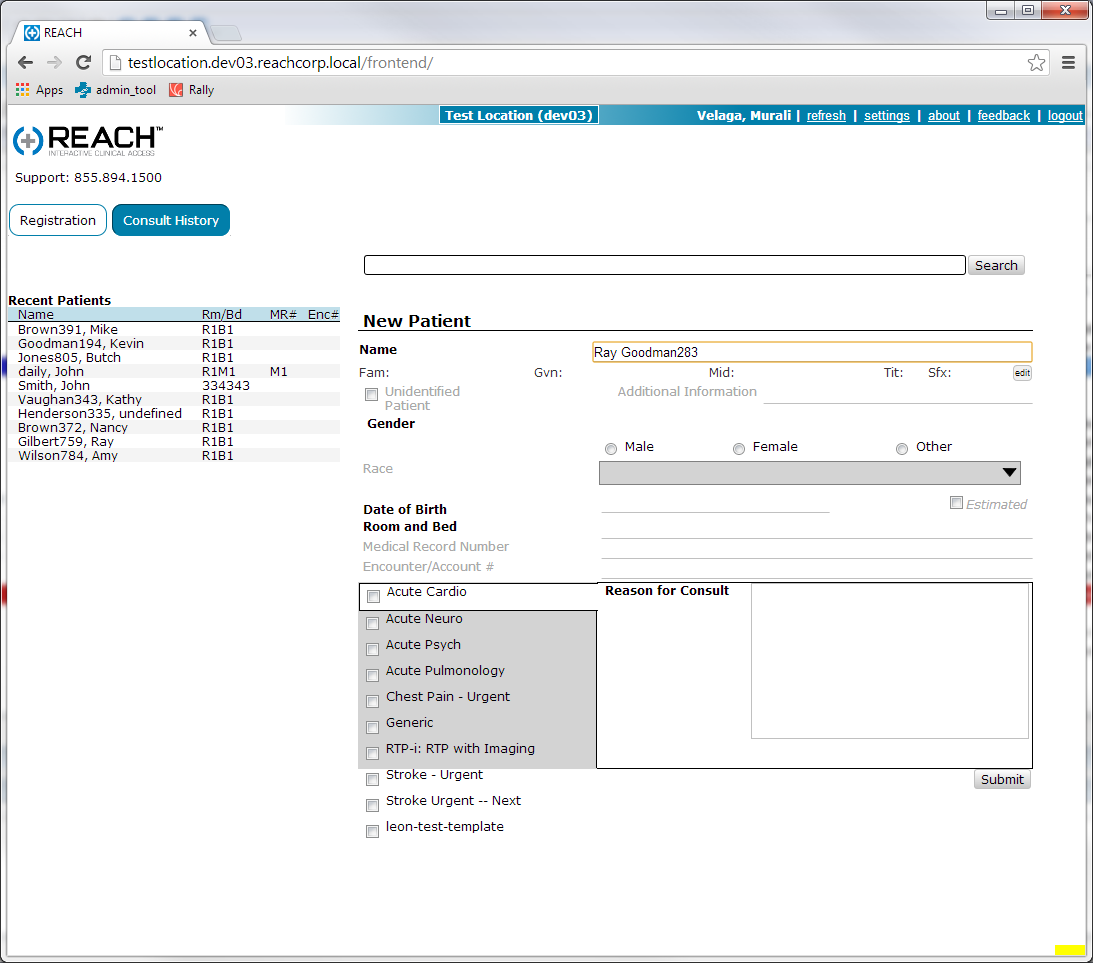 REACH
testlocation.dev03.reachcorp.local/frontend/
Apps admin_tool Rally
Test Location (dev03) Velaga, Murali | refresh | settings | about | feedback | logout
REACH™
INTERACTIVE CLINICAL ACCESS
Support: 855.894.1500
Registration Consult History
Search
Recent Patients
Name Rm/Bd MR# Enc#
Brown391, Mike R1B1
Goodman194, Kevin R1B1
Jones805, Butch R1B1
daily, John R1M1 M1
Smith, John 334343
Vaughan343, Kathy R1B1
Henderson335, undefined R1B1
Brown372, Nancy R1B1
Gilbert759, Ray R1B1
Wilson784, Amy R1B1
New Patient
Name Ray Goodman283
Fam: Gvn: Mid: Tit: Sfx: edit
Unidentified Patient Additional Information
Gender
Male Female Other
Race
Date of Birth Estimated
Room and Bed
Medical Record Number
Encounter/Account #
Acute Cardio Reason for Consult
Acute Neuro
Acute Psych
Acute Pulmonology
Chest Pain - Urgent
Generic
RTP-i: RTP with Imaging
Stroke - Urgent Submit
Stroke Urgent -- Next
leon-test-template